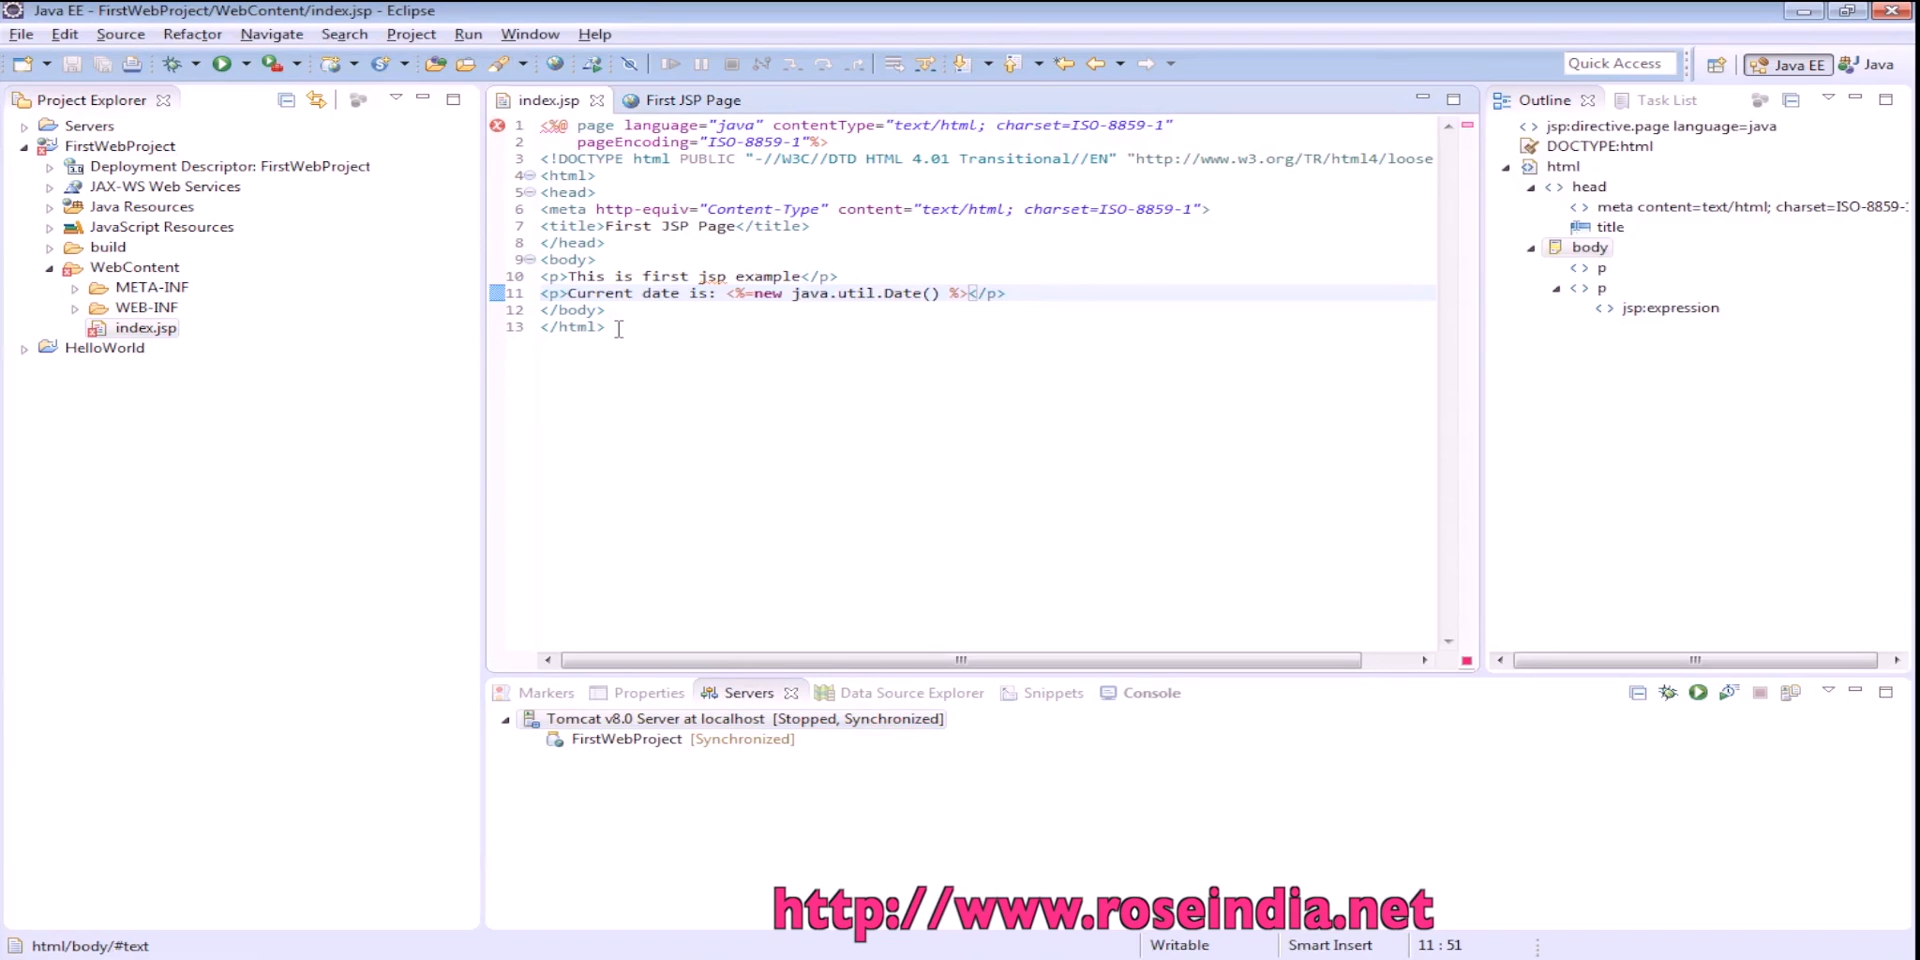 Java EE - FirstWebProject/WebContent/index.jsp - Eclipse
File Edit Source Refactor Navigate Search Project Run Window Help
Quick Access
Java EE
Java
Project Explorer
Servers
FirstWebProject
Deployment Descriptor: FirstWebProject
JAX-WS Web Services
Java Resources
JavaScript Resources
build
WebContent
META-INF
WEB-INF
index.jsp
HelloWorld
index.jsp
First JSP Page
1 <%@ page language="java" contentType="text/html; charset=ISO-8859-1"
2 pageEncoding="ISO-8859-1"%>
3 <!DOCTYPE html PUBLIC "-//W3C//DTD HTML 4.01 Transitional//EN" "http://www.w3.org/TR/html4/loose
4 <html>
5 <head>
6 <meta http-equiv="Content-Type" content="text/html; charset=ISO-8859-1">
7 <title>First JSP Page</title>
8 </head>
9 <body>
10 <p>This is first jsp example</p>
11 <p>Current date is: <%=new java.util.Date() %></p>
12 </body>
13 </html>
Outline
Task List
jsp:directive.page language=java
DOCTYPE:html
html
head
meta content=text/html; charset=ISO-8859-1
title
body
p
p
jsp:expression
Markers Properties Servers Data Source Explorer Snippets Console
Tomcat v8.0 Server at localhost [Stopped, Synchronized]
FirstWebProject [Synchronized]
http://www.roseindia.net
html/body/#text
Writable
Smart Insert
11 : 51